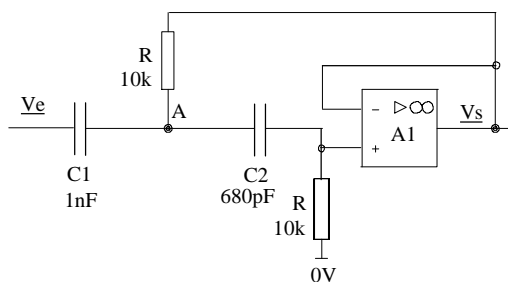 R
10k
Ve
A
C1
1nF
C2
680pF
R
10k
0V
-
+
▷ ∞
A1
Vs